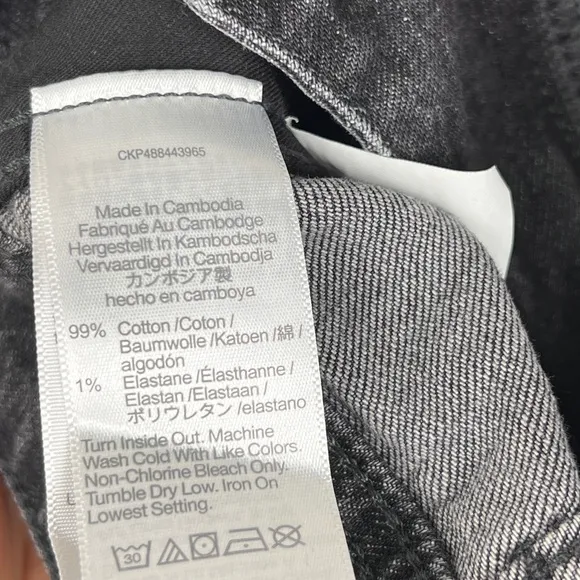 CKP488443965
Made In Cambodia
Fabriqué Au Cambodge
Hergestellt In Kambodscha
Vervaardigd In Cambodja
カンボジア製
hecho en camboya
99% Cotton /Coton /
Baumwolle /Katoen /綿 /
algodón
1% Elastane /Élasthanne /
Elastan /Elastaan /
ポリウレタン /elastano
Turn Inside Out. Machine
Wash Cold With Like Colors.
Non-Chlorine Bleach Only.
Tumble Dry Low. Iron On
Lowest Setting.
30